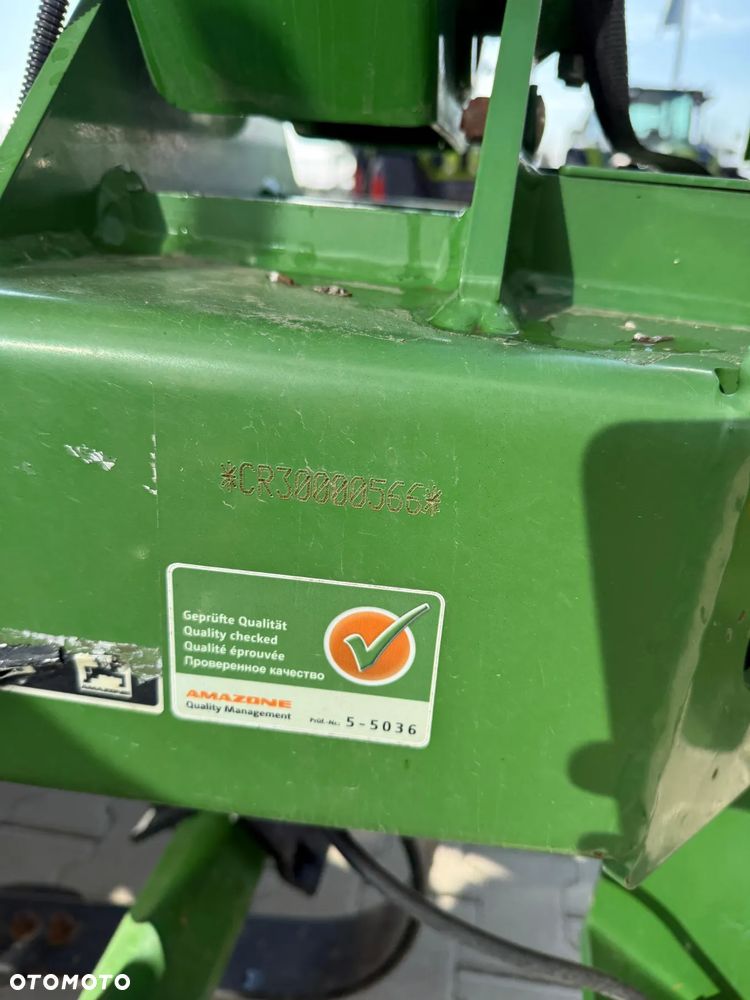 *CR30000566*
Geprüfte Qualität
Quality checked
Qualité éprouvée
Проверенное качество
AMAZONE
Quality Management
Prüf.-Nr.: 5-5036
OTOMOTO